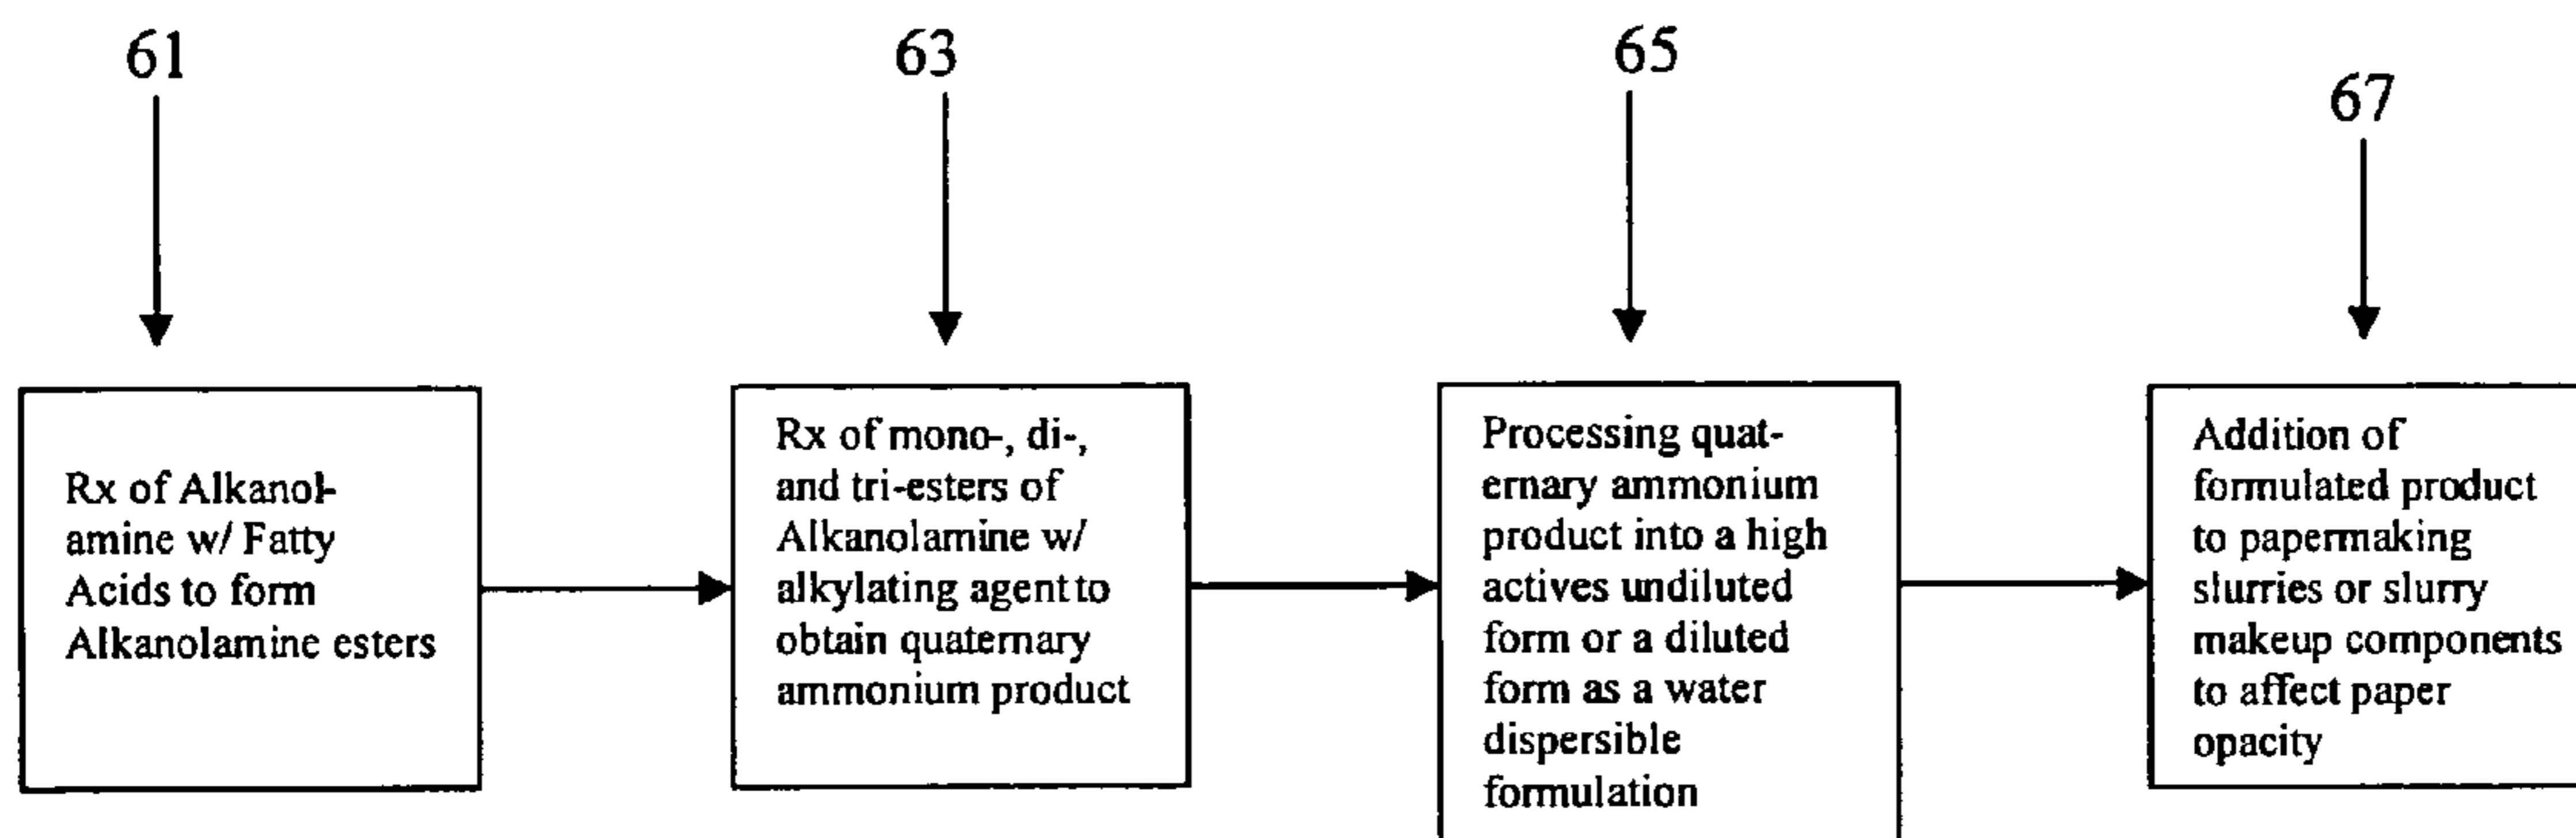 61
63
65
67
Rx of Alkanol-
amine w/ Fatty
Acids to form
Alkanolamine esters
Rx of mono-, di-,
and tri-esters of
Alkanolamine w/
alkylating agent to
obtain quaternary
ammonium product
Processing quat-
ernary ammonium
product into a high
actives undiluted
form or a diluted
form as a water
dispersible
formulation
Addition of
formulated product
to papermaking
slurries or slurry
makeup components
to affect paper
opacity